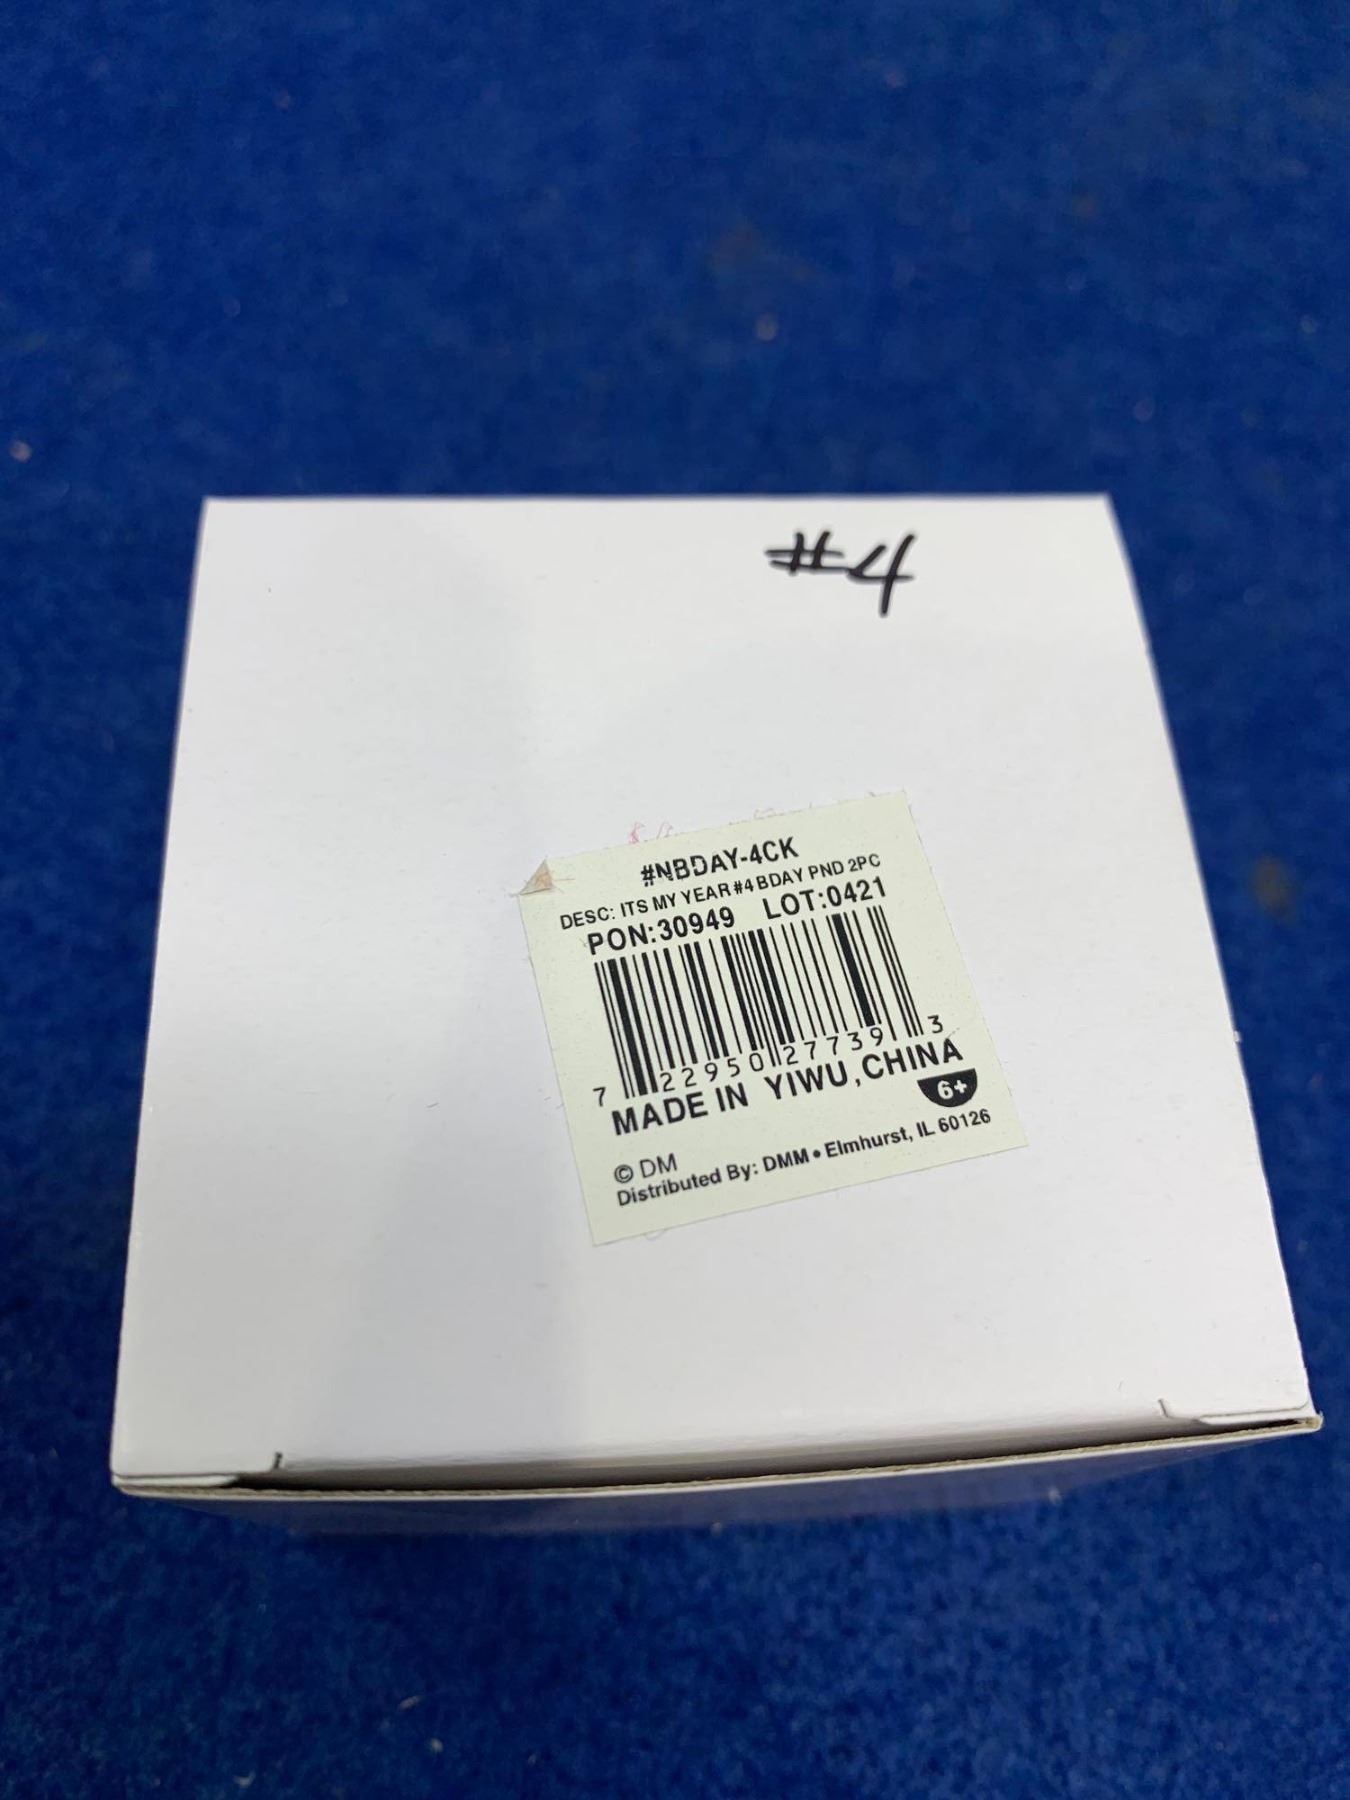 #4
#NBDAY-4CK
DESC: ITS MY YEAR #4 BDAY PND 2PC
PON:30949 LOT:0421
7 22950 27739 3
MADE IN YIWU,CHINA
6+
© DM
Distributed By: DMM • Elmhurst, IL 60126